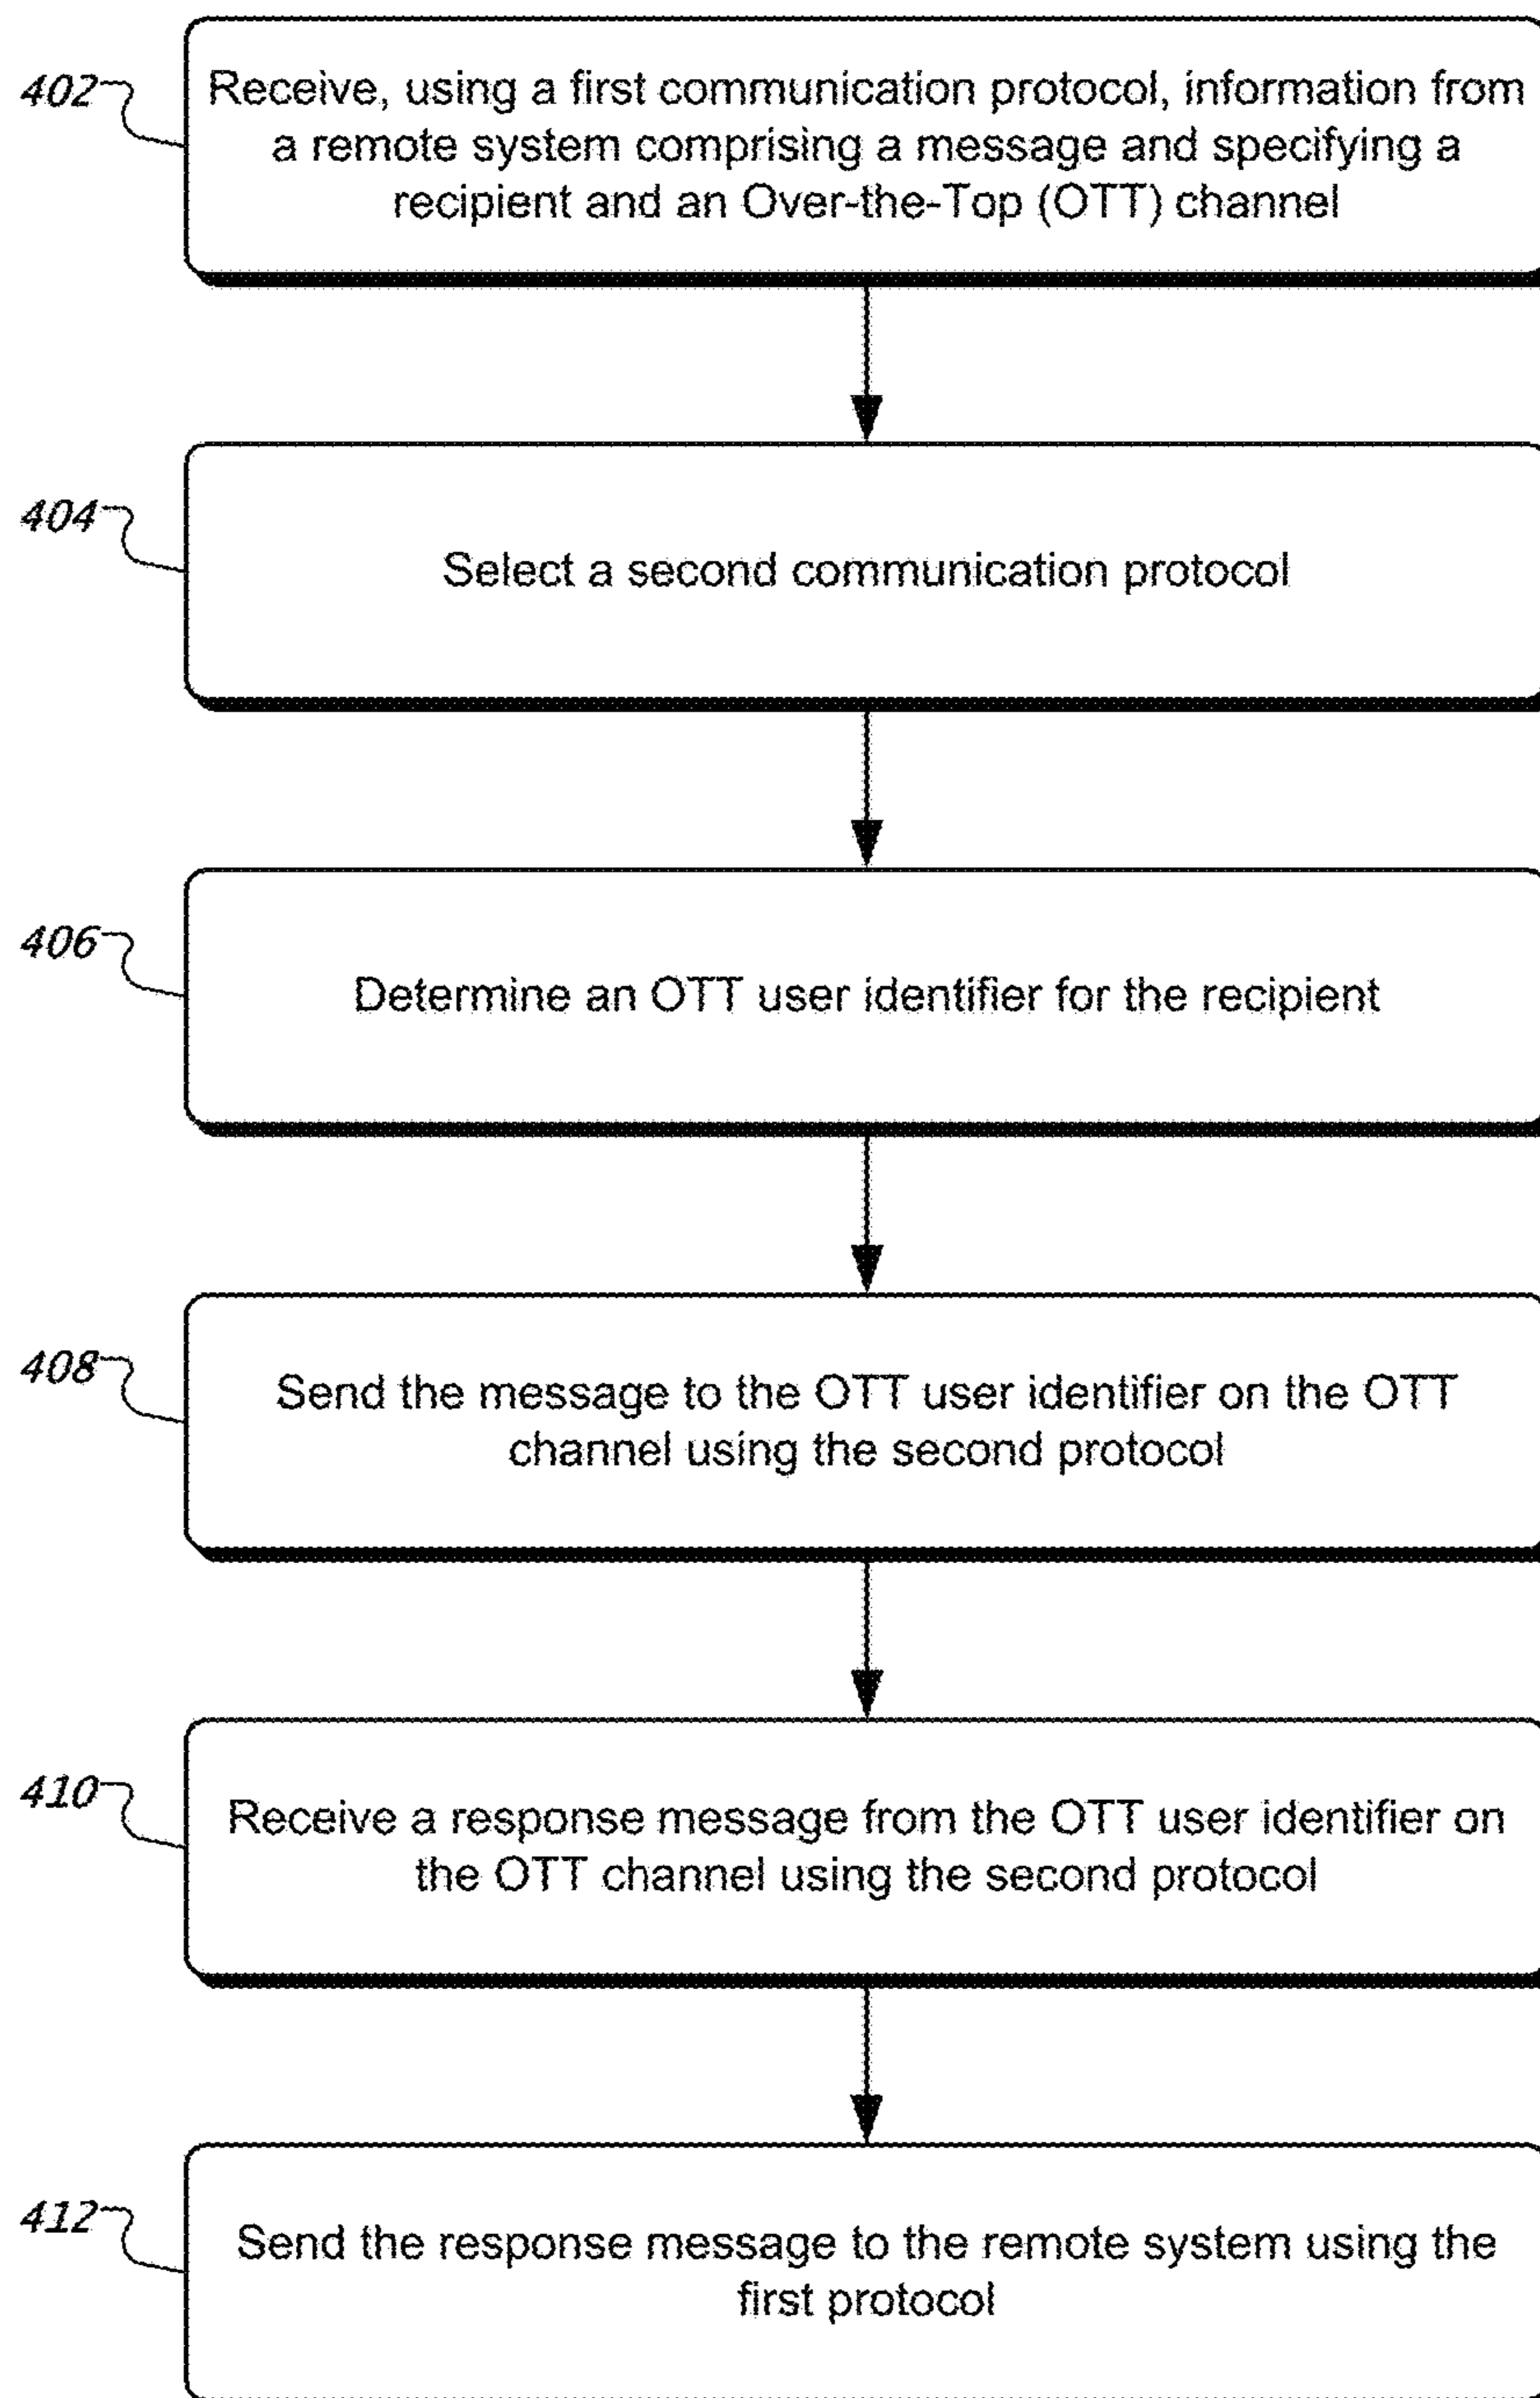 402
Receive, using a first communication protocol, information from
a remote system comprising a message and specifying a
recipient and an Over-the-Top (OTT) channel
404
Select a second communication protocol
406
Determine an OTT user identifier for the recipient
408
Send the message to the OTT user identifier on the OTT
channel using the second protocol
410
Receive a response message from the OTT user identifier on
the OTT channel using the second protocol
412
Send the response message to the remote system using the
first protocol